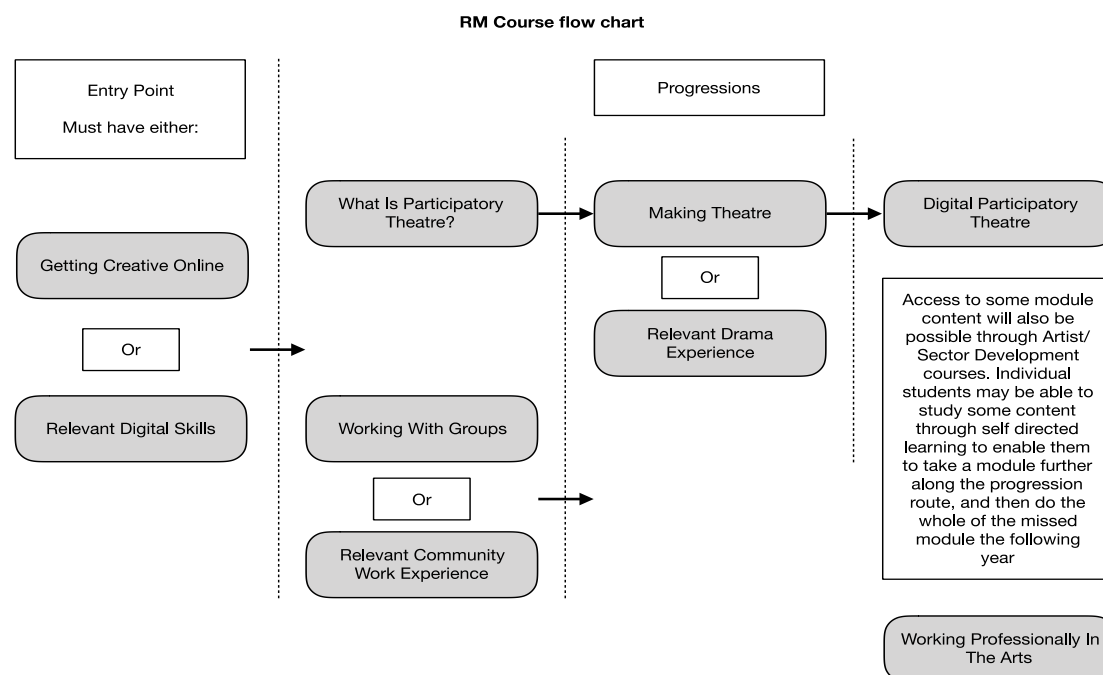 RM Course flow chart
Entry Point
Must have either:
Getting Creative Online
Or
Relevant Digital Skills
What Is Participatory
Theatre?
Working With Groups
Or
Relevant Community
Work Experience
Progressions
Making Theatre
Or
Relevant Drama
Experience
Digital Participatory
Theatre
Access to some module
content will also be
possible through Artist/
Sector Development
courses. Individual
students may be able to
study some content
through self directed
learning to enable them
to take a module further
along the progression
route, and then do the
whole of the missed
module the following
year
Working Professionally In
The Arts